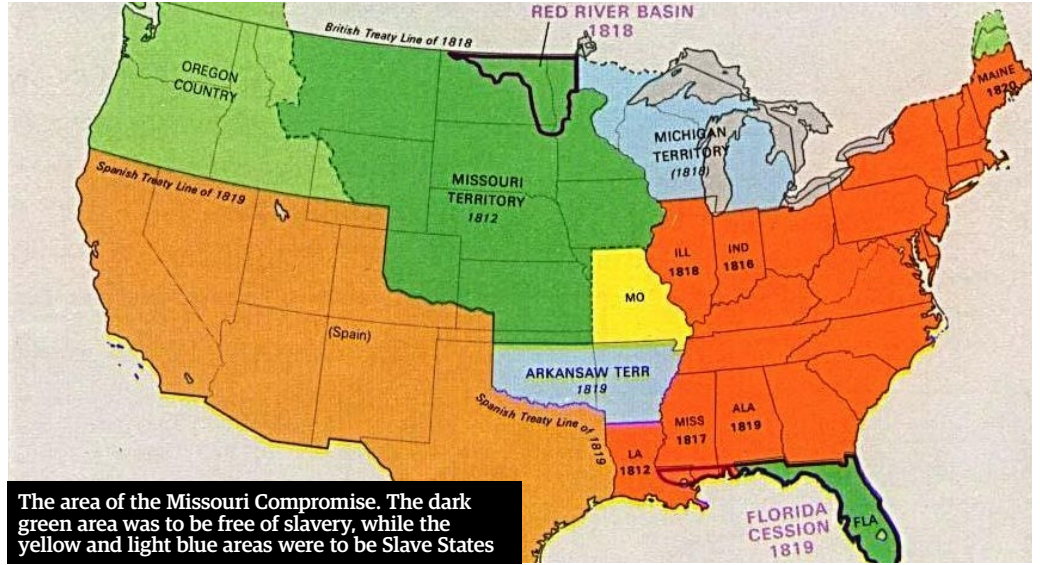 RED RIVER BASIN
1818
British Treaty Line of 1818
OREGON
COUNTRY
MAINE
1820
MICHIGAN
TERRITORY
(1818)
Spanish Treaty Line of 1819
MISSOURI
TERRITORY
1812
ILL
1818
IND
1816
MO
(Spain)
ARKANSAW TERR
1819
Spanish Treaty Line of 1819
MISS
1817
ALA
1819
LA
1812
FLORIDA
CESSION
1819
FLA
The area of the Missouri Compromise. The dark
green area was to be free of slavery, while the
yellow and light blue areas were to be Slave States